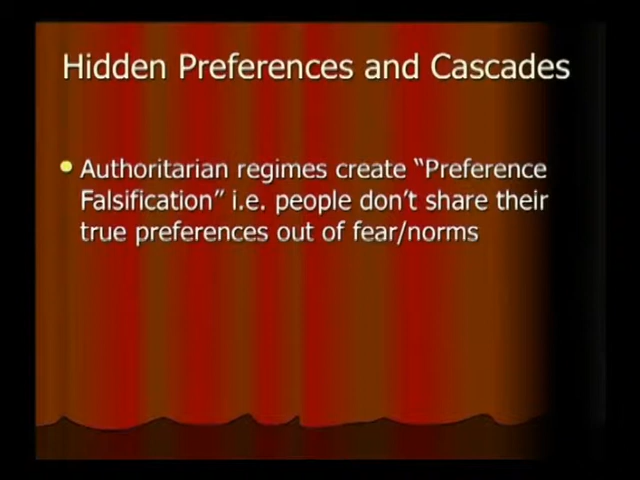 Hidden Preferences and Cascades
Authoritarian regimes create “Preference
Falsification” i.e. people don’t share their
true preferences out of fear/norms